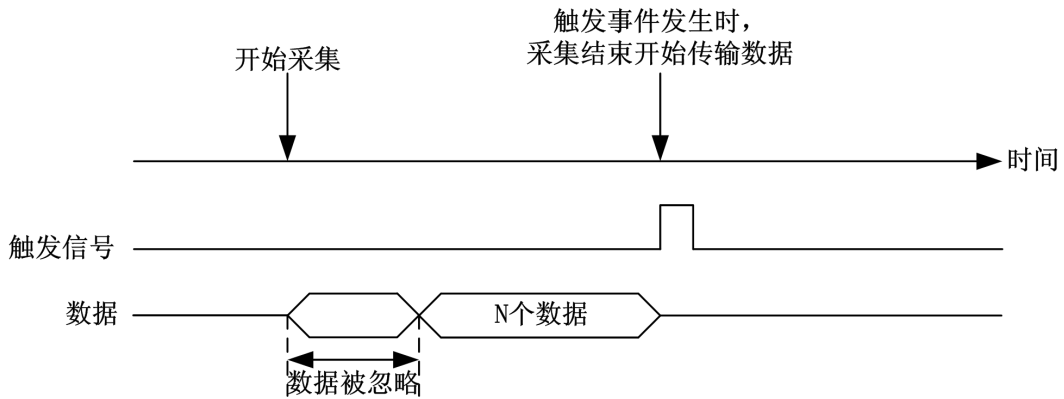 触发事件发生时，
采集结束开始传输数据
开始采集
时间
触发信号
数据
N个数据
数据被忽略